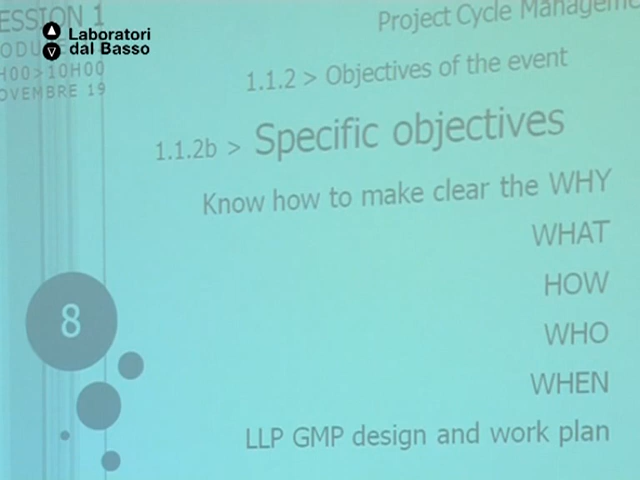 ESSION 1
Laboratori
dal Basso
H00>10H00
OVEMBRE 19
Project Cycle Manageme
1.1.2 > Objectives of the event
1.1.2b > Specific objectives
Know how to make clear the WHY
WHAT
HOW
WHO
WHEN
LLP GMP design and work plan
8